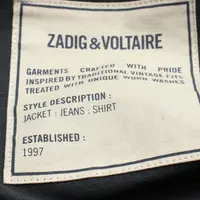 ZADIG & VOLTAIRE
GARMENTS CRAFTED WITH PRIDE
INSPIRED BY TRADITIONAL VINTAGE FITS
TREATED WITH UNIQUE WORN WASHES
STYLE DESCRIPTION :
JACKET : JEANS : SHIRT
ESTABLISHED :
1997